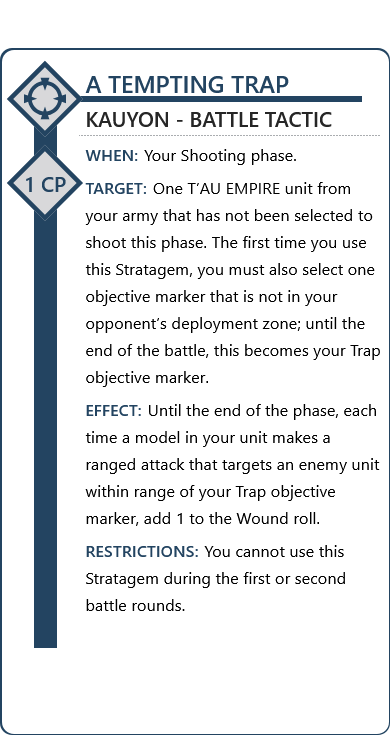 A TEMPTING TRAP
KAUYON - BATTLE TACTIC
WHEN: Your Shooting phase.
1 CP
TARGET: One T’AU EMPIRE unit from
your army that has not been selected to
shoot this phase. The first time you use
this Stratagem, you must also select one
objective marker that is not in your
opponent’s deployment zone; until the
end of the battle, this becomes your Trap
objective marker.
EFFECT: Until the end of the phase, each
time a model in your unit makes a
ranged attack that targets an enemy unit
within range of your Trap objective
marker, add 1 to the Wound roll.
RESTRICTIONS: You cannot use this
Stratagem during the first or second
battle rounds.